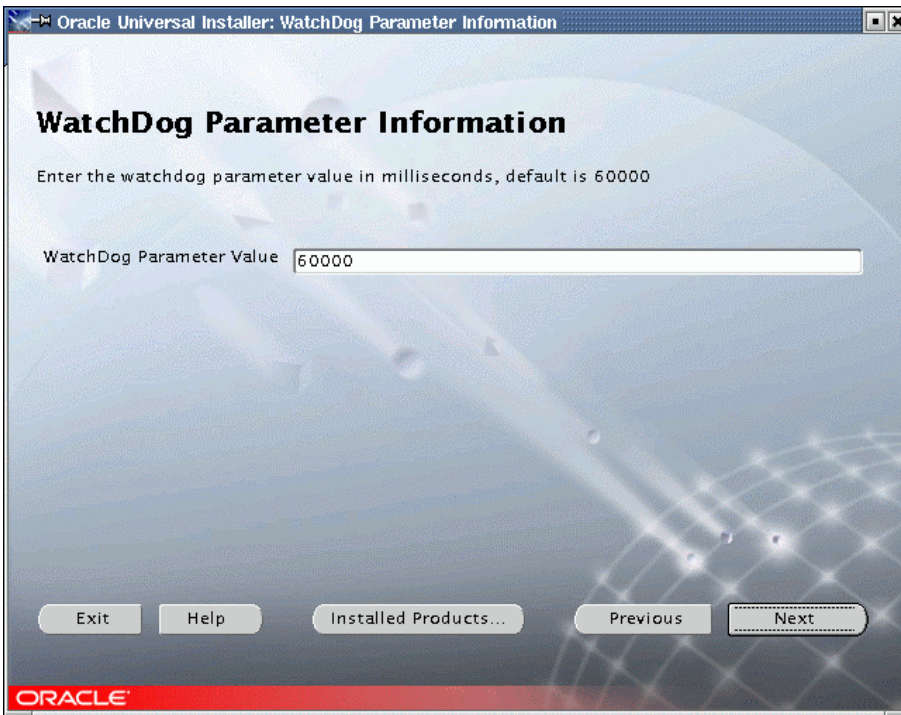 Oracle Universal Installer: WatchDog Parameter Information
WatchDog Parameter Information
Enter the watchdog parameter value in milliseconds, default is 60000
WatchDog Parameter Value 60000
Exit Help Installed Products... Previous Next
ORACLE